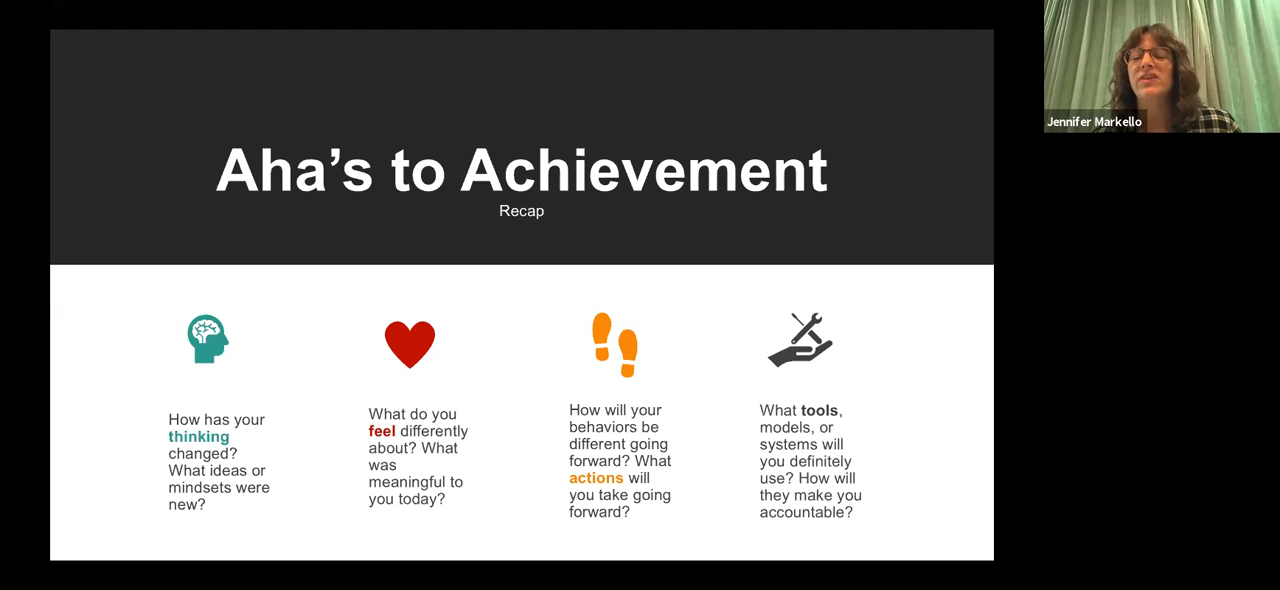 Aha’s to Achievement
Recap
How has your
thinking
changed?
What ideas or
mindsets were
new?
What do you
feel differently
about? What
was
meaningful to
you today?
How will your
behaviors be
different going
forward? What
actions will
you take going
forward?
What tools,
models, or
systems will
you definitely
use? How will
they make you
accountable?
Jennifer Markello